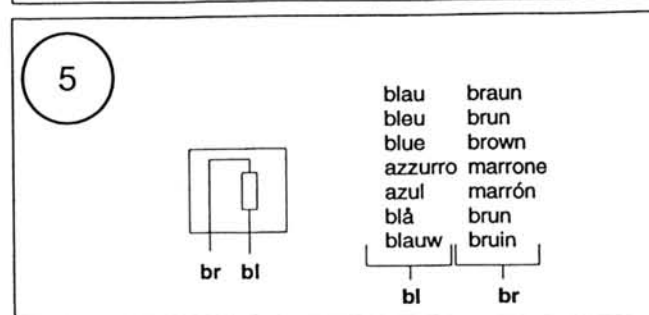 5
blau braun
bleu brun
blue brown
azzurro marrone
azul marrón
blå brun
blauw bruin
br bl
bl br